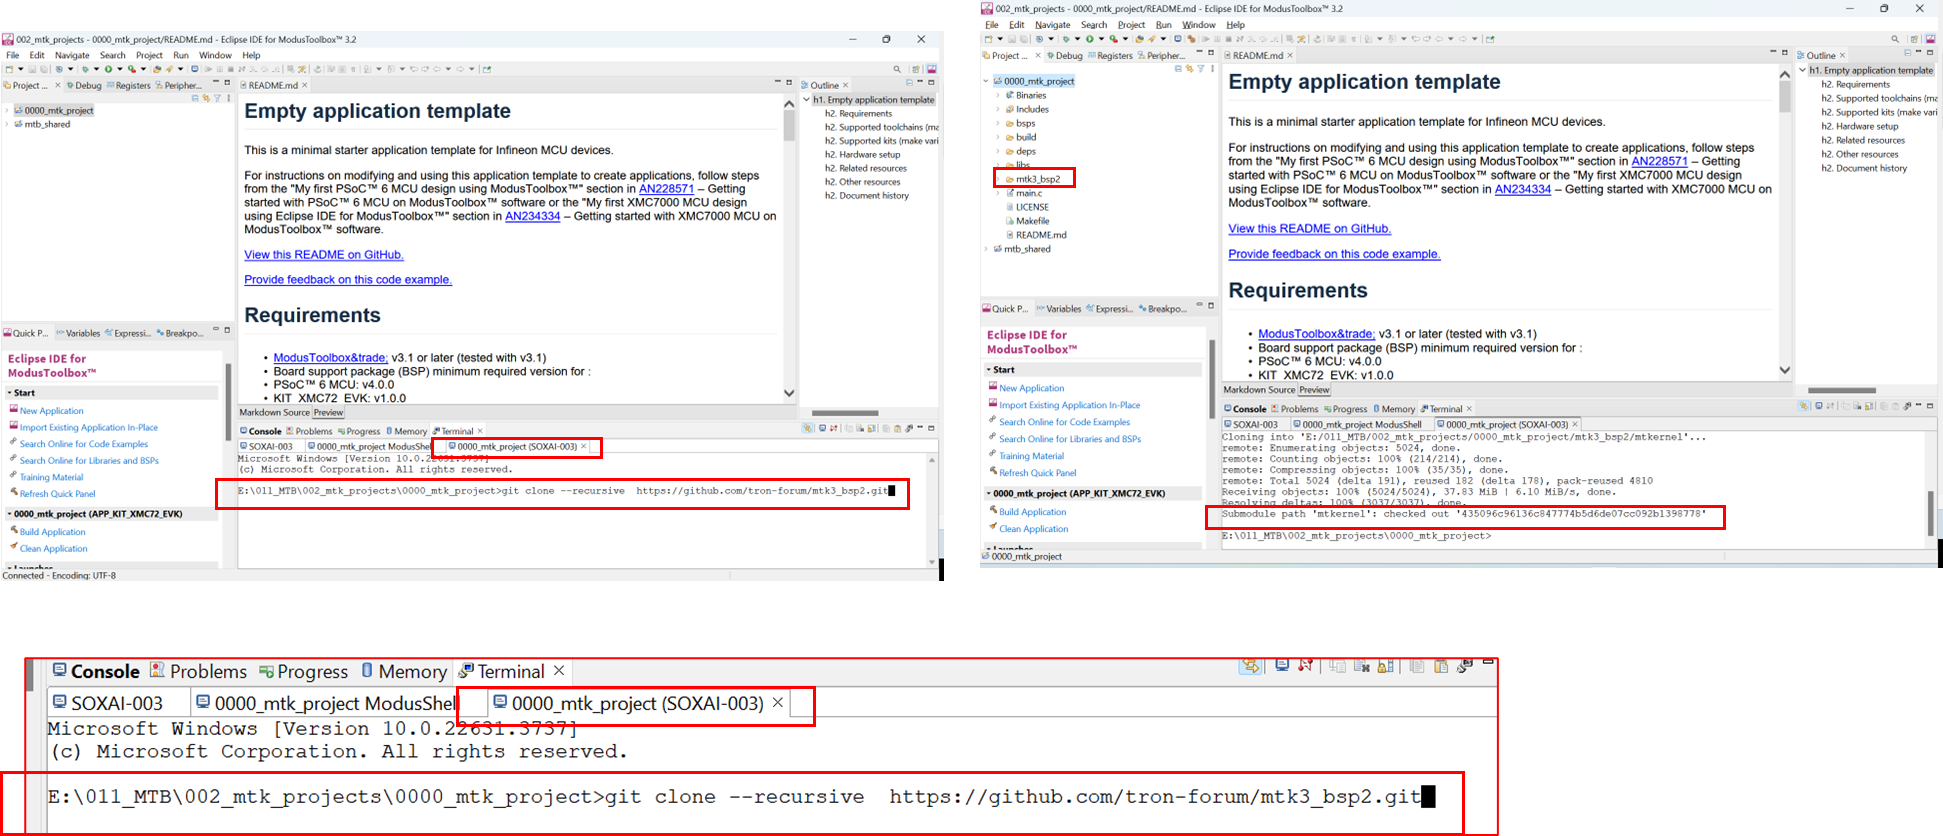 002_mtk_projects - 0000_mtk_project/README.md - Eclipse IDE for ModusToolbox™ 3.2
File Edit Navigate Search Project Run Window Help
Project ... Debug Registers Peripher...
0000_mtk_project
mtb_shared
README.md
Empty application template
This is a minimal starter application template for Infineon MCU devices.
For instructions on modifying and using this application template to create applications, follow steps
from the "My first PSoC™ 6 MCU design using ModusToolbox™" section in AN228571 – Getting
started with PSoC™ 6 MCU on ModusToolbox™ software or the "My first XMC7000 MCU design
using Eclipse IDE for ModusToolbox™" section in AN234334 – Getting started with XMC7000 MCU on
ModusToolbox™ software.
View this README on GitHub.
Provide feedback on this code example.
Requirements
• ModusToolbox&trade; v3.1 or later (tested with v3.1)
• Board support package (BSP) minimum required version for :
• PSoC™ 6 MCU: v4.0.0
• KIT_XMC72_EVK: v1.0.0
Markdown Source Preview
Outline
h1. Empty application template
h2. Requirements
h2. Supported toolchains (ma
h2. Supported kits (make vari
h2. Hardware setup
h2. Related resources
h2. Other resources
h2. Document history
Quick P... Variables Expressi... Breakpo...
Eclipse IDE for
ModusToolbox™
Start
New Application
Import Existing Application In-Place
Search Online for Code Examples
Search Online for Libraries and BSPs
Training Material
Refresh Quick Panel
0000_mtk_project (APP_KIT_XMC72_EVK)
Build Application
Clean Application
Launches
Connected - Encoding: UTF-8
Console Problems Progress Memory Terminal
SOXAI-003 0000_mtk_project ModusShell 0000_mtk_project (SOXAI-003)
Microsoft Windows [Version 10.0.22631.3737]
(c) Microsoft Corporation. All rights reserved.
E:\011_MTB\002_mtk_projects\0000_mtk_project>git clone --recursive  https://github.com/tron-forum/mtk3_bsp2.git
002_mtk_projects - 0000_mtk_project/README.md - Eclipse IDE for ModusToolbox™ 3.2
File Edit Navigate Search Project Run Window Help
Project ... Debug Registers Peripher...
0000_mtk_project
Binaries
Includes
bsps
build
deps
libs
mtk3_bsp2
main.c
LICENSE
Makefile
README.md
mtb_shared
README.md
Empty application template
This is a minimal starter application template for Infineon MCU devices.
For instructions on modifying and using this application template to create applications, follow steps
from the "My first PSoC™ 6 MCU design using ModusToolbox™" section in AN228571 – Getting
started with PSoC™ 6 MCU on ModusToolbox™ software or the "My first XMC7000 MCU design
using Eclipse IDE for ModusToolbox™" section in AN234334 – Getting started with XMC7000 MCU on
ModusToolbox™ software.
View this README on GitHub.
Provide feedback on this code example.
Requirements
• ModusToolbox&trade; v3.1 or later (tested with v3.1)
• Board support package (BSP) minimum required version for :
• PSoC™ 6 MCU: v4.0.0
• KIT_XMC72_EVK: v1.0.0
Markdown Source Preview
Outline
h1. Empty application template
h2. Requirements
h2. Supported toolchains (ma
h2. Supported kits (make vari
h2. Hardware setup
h2. Related resources
h2. Other resources
h2. Document history
Quick P... Variables Expressi... Breakpo...
Eclipse IDE for
ModusToolbox™
Start
New Application
Import Existing Application In-Place
Search Online for Code Examples
Search Online for Libraries and BSPs
Training Material
Refresh Quick Panel
0000_mtk_project (APP_KIT_XMC72_EVK)
Build Application
Clean Application
Launches
0000_mtk_project
Console Problems Progress Memory Terminal
SOXAI-003 0000_mtk_project ModusShell 0000_mtk_project (SOXAI-003)
Cloning into 'E:/011_MTB/002_mtk_projects/0000_mtk_project/mtk3_bsp2/mtkernel'...
remote: Enumerating objects: 5024, done.
remote: Counting objects: 100% (214/214), done.
remote: Compressing objects: 100% (35/35), done.
remote: Total 5024 (delta 191), reused 182 (delta 178), pack-reused 4810
Receiving objects: 100% (5024/5024), 37.83 MiB | 6.10 MiB/s, done.
Resolving deltas: 100% (3037/3037), done.
Submodule path 'mtkernel': checked out '435096c96136c847774b5d6de07cc092b1398778'
E:\011_MTB\002_mtk_projects\0000_mtk_project>
Console Problems Progress Memory Terminal
SOXAI-003 0000_mtk_project ModusShel 0000_mtk_project (SOXAI-003)
Microsoft Windows [Version 10.0.22631.3737]
(c) Microsoft Corporation. All rights reserved.
E:\011_MTB\002_mtk_projects\0000_mtk_project>git clone --recursive  https://github.com/tron-forum/mtk3_bsp2.git